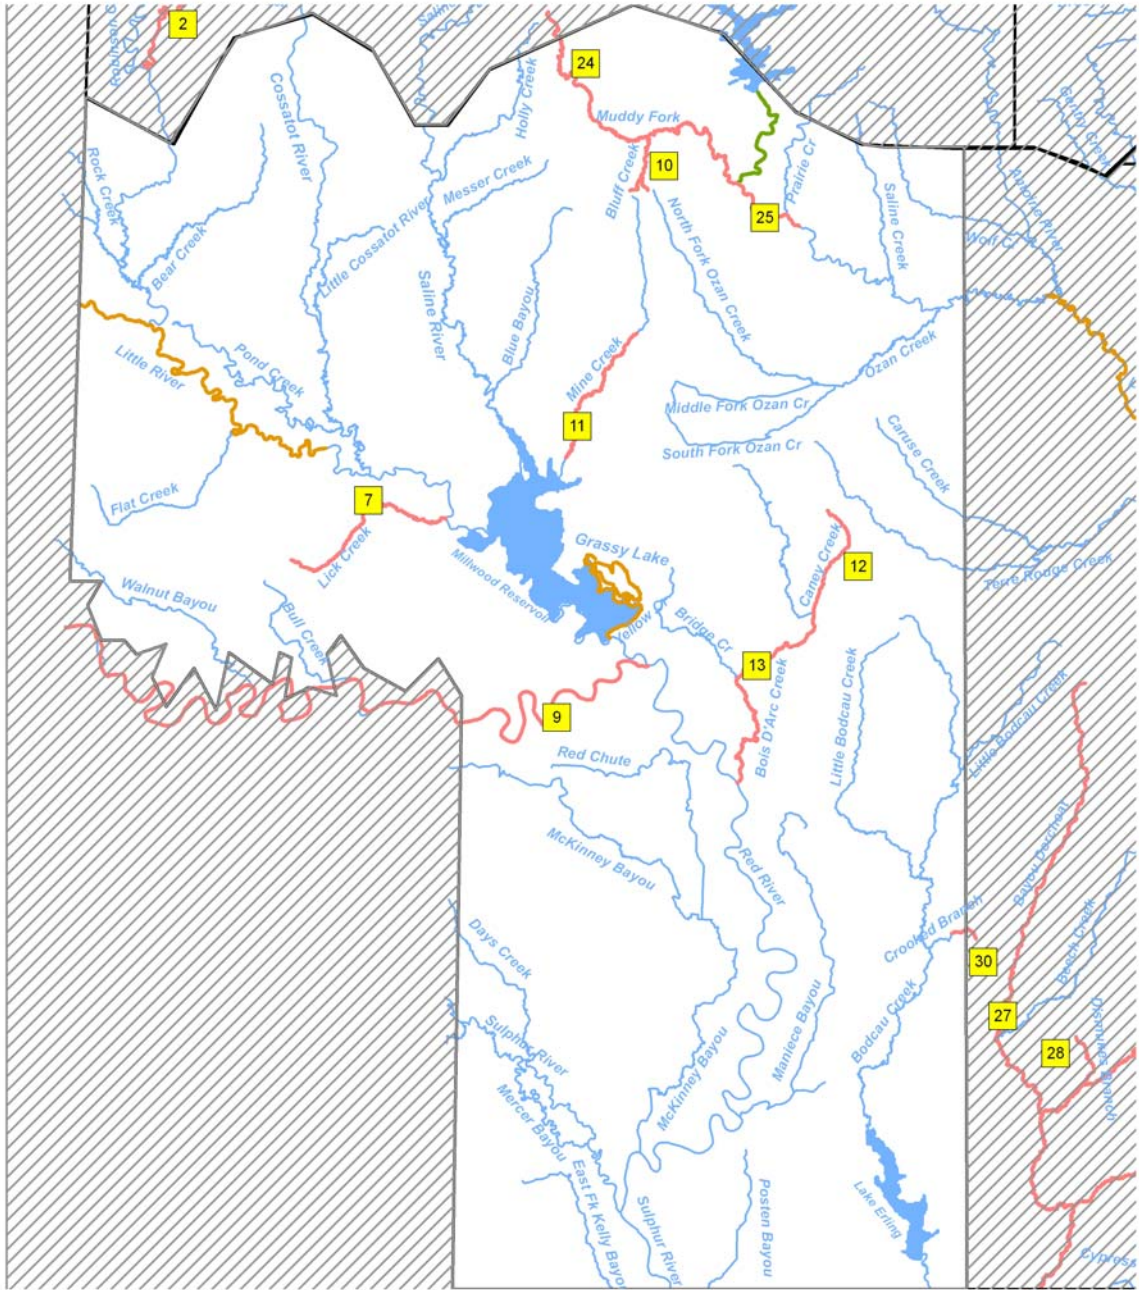 2
24
Holly Creek
Cossatot River
Muddy Fork
10
Prairie Cr
Rock Creek
Messer Creek
Bluff Creek
25
North Fork Ozan Creek
Saline Creek
Antoine River
Wolf Cr
Gentry Creek
Bear Creek
Little Cossatot River
Saline River
Blue Bayou
Little River
Pond Creek
Mine Creek
Ozan Creek
Middle Fork Ozan Cr
11
South Fork Ozan Cr
Caruse Creek
Flat Creek
7
Lick Creek
Grassy Lake
Millwood Reservoir
Caney Creek
12
Terre Rouge Creek
Walnut Bayou
Bull Creek
Yellow Cr
Bridge Cr
13
Bois D'Arc Creek
Little Bodcau Creek
Little Bodcau Creek
9
Red Chute
McKinney Bayou
Red River
Bayou Dorcheat
Days Creek
Crooked Branch
30
Beech Creek
27
28
Dismukes Branch
Sulphur River
Mercer Bayou
McKinney Bayou
Maniece Bayou
Bodcau Creek
East Fk Kelly Bayou
Sulphur River
Posten Bayou
Lake Erling
Cypress